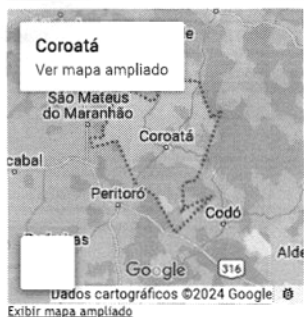 Coroatá
Ver mapa ampliado
São Mateus
do Maranhão
Coroatá
cabal
Peritoró
Codó
as
Alde
Google
316
Dados cartográficos ©2024 Google
Exibir mapa ampliado